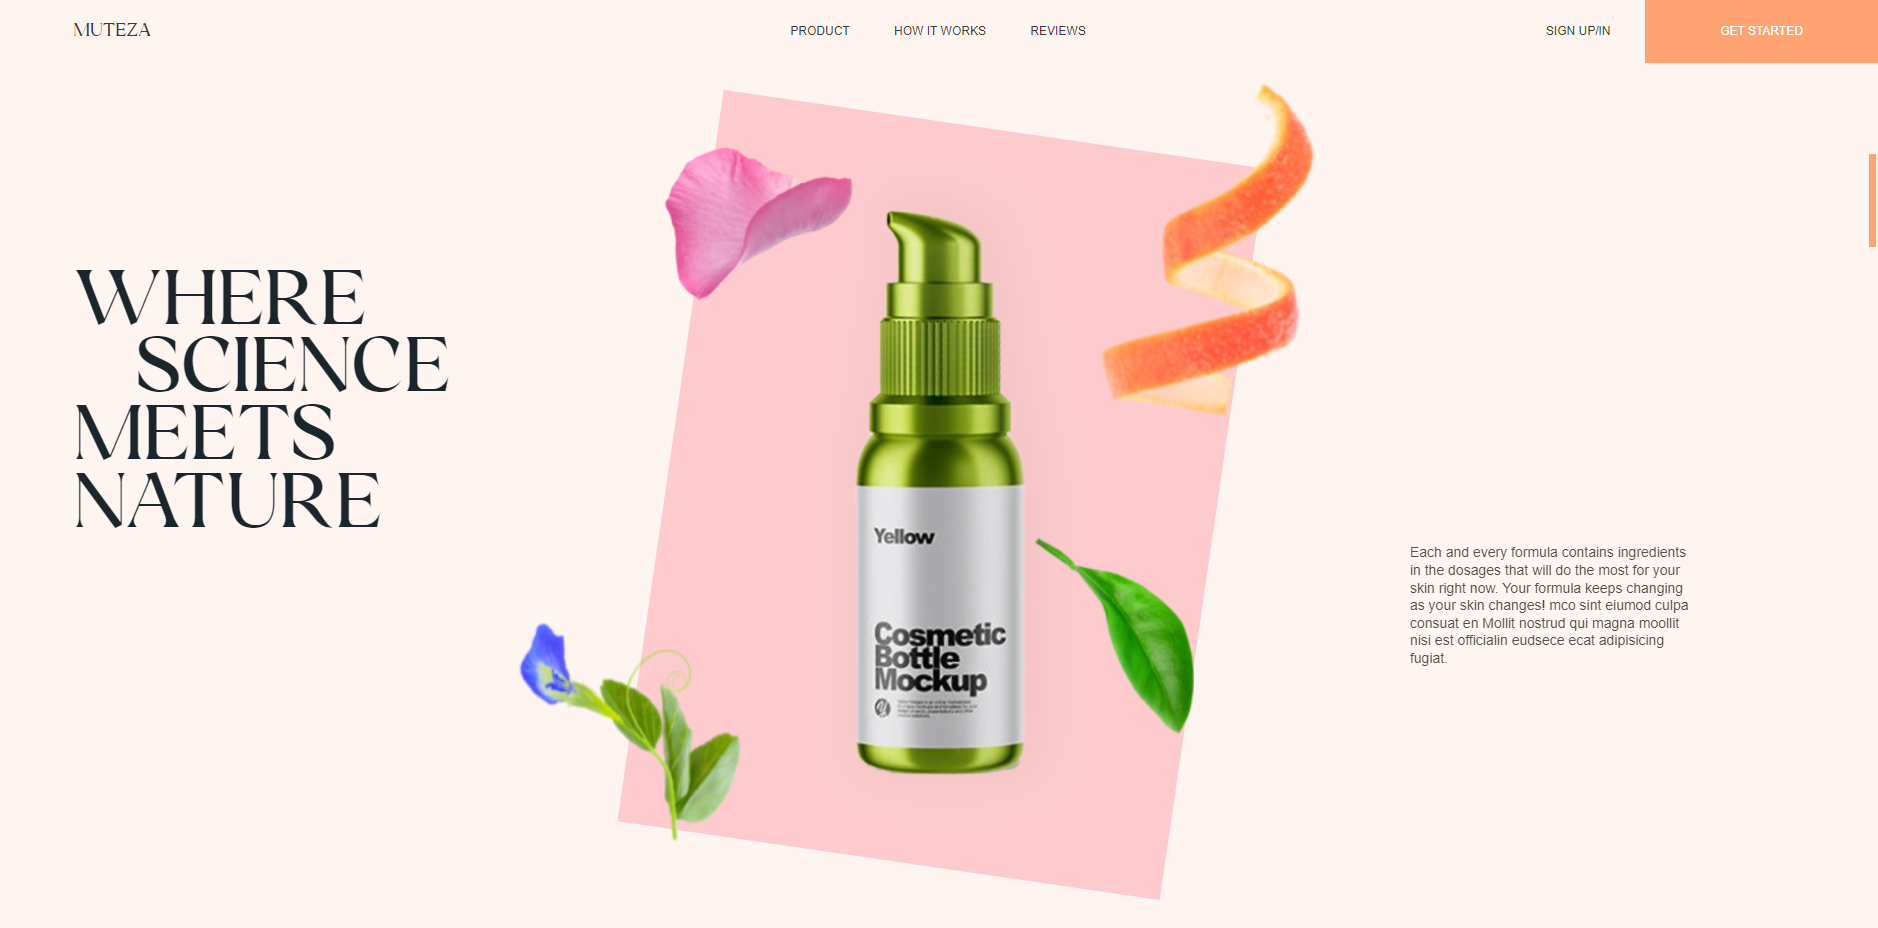 MUTEZA
PRODUCT
HOW IT WORKS
REVIEWS
SIGN UP/IN
GET STARTED
WHERE
SCIENCE
MEETS
NATURE
Yellow
Cosmetic
Bottle
Mockup
Each and every formula contains ingredients
in the dosages that will do the most for your
skin right now. Your formula keeps changing
as your skin changes! mco sint eiumod culpa
consuat en Mollit nostrud qui magna moollit
nisi est officialin eudsece ecat adipisicing
fugiat.